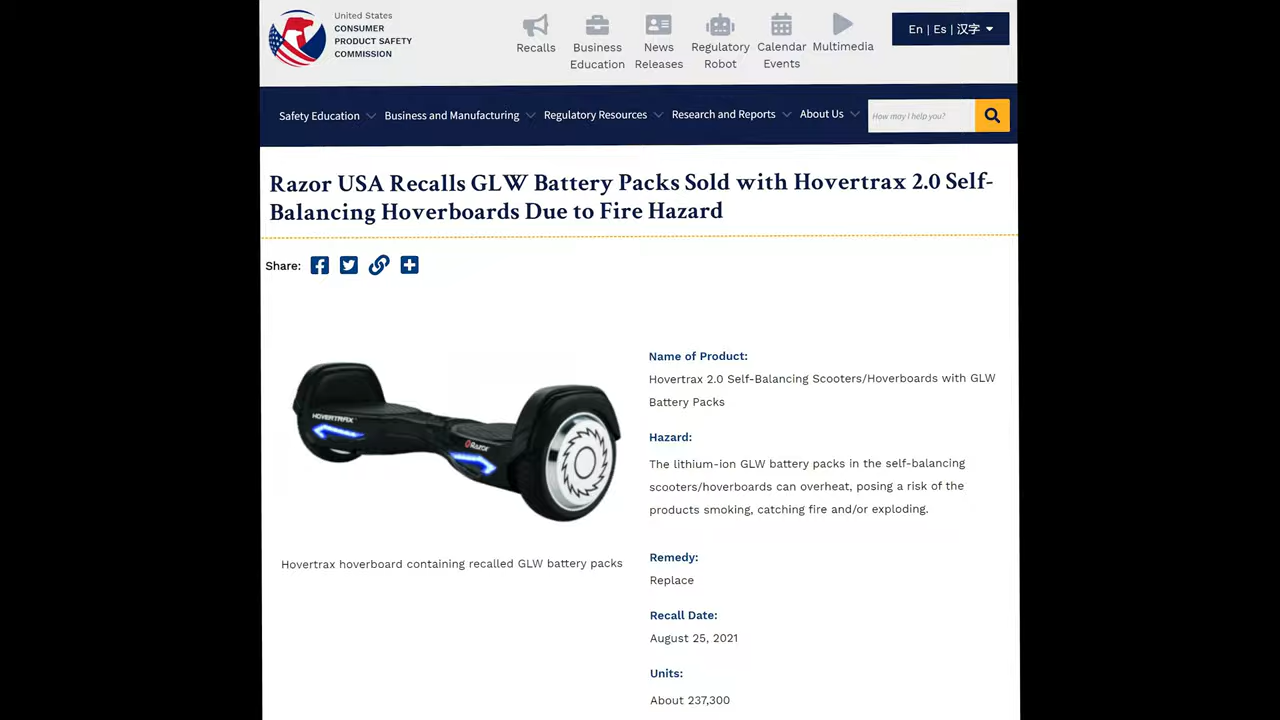 United States
CONSUMER
PRODUCT SAFETY
COMMISSION
Recalls
Business
Education
News
Releases
Regulatory
Robot
Calendar
Events
Multimedia
En | Es | 汉字
Safety Education
Business and Manufacturing
Regulatory Resources
Research and Reports
About Us
How may I help you?
Razor USA Recalls GLW Battery Packs Sold with Hovertrax 2.0 Self-
Balancing Hoverboards Due to Fire Hazard
Share:
HOVERTRAX
Razor
Hovertrax hoverboard containing recalled GLW battery packs
Name of Product:
Hovertrax 2.0 Self-Balancing Scooters/Hoverboards with GLW
Battery Packs
Hazard:
The lithium-ion GLW battery packs in the self-balancing
scooters/hoverboards can overheat, posing a risk of the
products smoking, catching fire and/or exploding.
Remedy:
Replace
Recall Date:
August 25, 2021
Units:
About 237,300